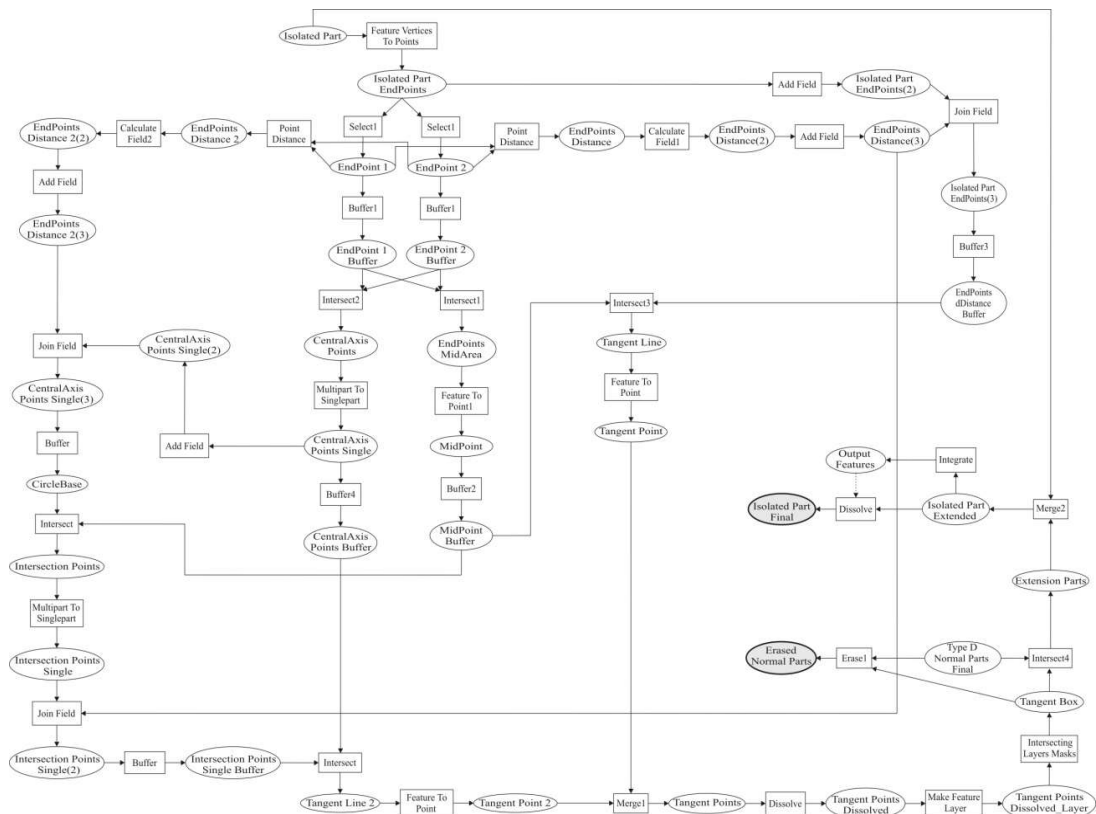 Isolated Part
Feature Vertices
To Points
Isolated Part
EndPoints
Add Field
Isolated Part
EndPoints(2)
Join Field
EndPoints
Distance 2(2)
Calculate
Field2
EndPoints
Distance 2
Point
Distance
Select1
Select1
Point
Distance
EndPoints
Distance
Calculate
Field1
EndPoints
Distance(2)
Add Field
EndPoints
Distance(3)
EndPoint 1
EndPoint 2
Add Field
Buffer1
Buffer1
Isolated Part
EndPoints(3)
EndPoints
Distance 2(3)
EndPoint 1
Buffer
EndPoint 2
Buffer
Buffer3
Intersect2
Intersect1
Intersect3
EndPoints
dDistance
Buffer
Join Field
CentralAxis
Points Single(2)
CentralAxis
Points
EndPoints
MidArea
Tangent Line
CentralAxis
Points Single(3)
Multipart To
Singlepart
Feature To
Point1
Feature To
Point
Buffer
Add Field
CentralAxis
Points Single
MidPoint
Tangent Point
CircleBase
Buffer4
Buffer2
Output
Features
Integrate
Intersect
CentralAxis
Points Buffer
MidPoint
Buffer
Isolated Part
Final
Dissolve
Isolated Part
Extended
Merge2
Intersection Points
Extension Parts
Multipart To
Singlepart
Intersection Points
Single
Erased
Normal Parts
Erase1
Type D
Normal Parts
Final
Intersect4
Join Field
Tangent Box
Intersection Points
Single(2)
Buffer
Intersection Points
Single Buffer
Intersect
Intersecting
Layers Masks
Tangent Line 2
Feature To
Point
Tangent Point 2
Merge1
Tangent Points
Dissolve
Tangent Points
Dissolved
Make Feature
Layer
Tangent Points
Dissolved_Layer